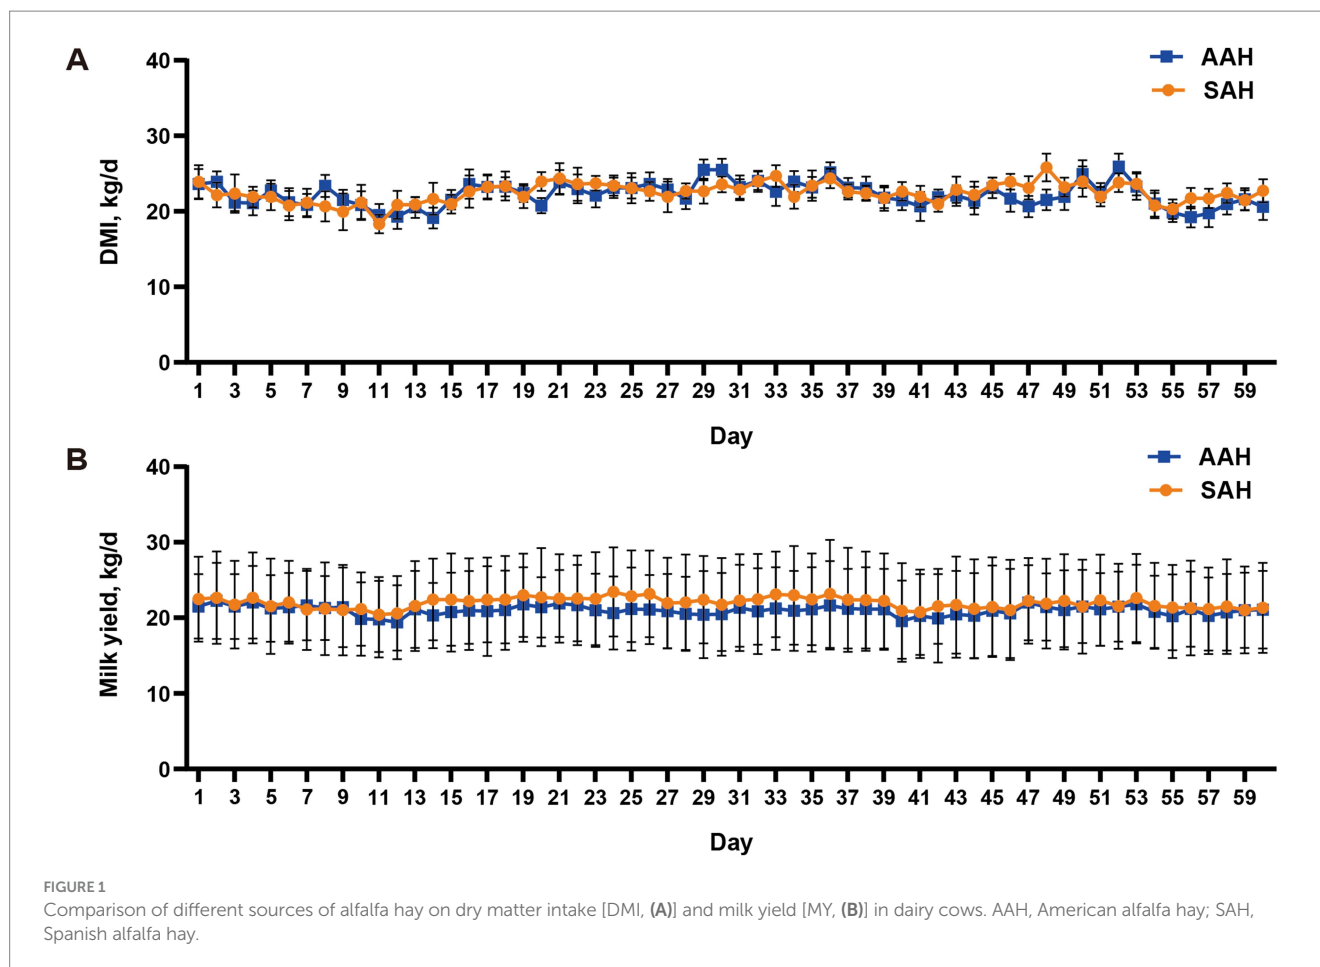 A
AAH
SAH
DMI, kg/d
40
30
20
10
0
1 3 5 7 9 11 13 15 17 19 21 23 25 27 29 31 33 35 37 39 41 43 45 47 49 51 53 55 57 59
Day
B
AAH
SAH
Milk yield, kg/d
40
30
20
10
0
1 3 5 7 9 11 13 15 17 19 21 23 25 27 29 31 33 35 37 39 41 43 45 47 49 51 53 55 57 59
Day
FIGURE 1
Comparison of different sources of alfalfa hay on dry matter intake [DMI, (A)] and milk yield [MY, (B)] in dairy cows. AAH, American alfalfa hay; SAH,
Spanish alfalfa hay.